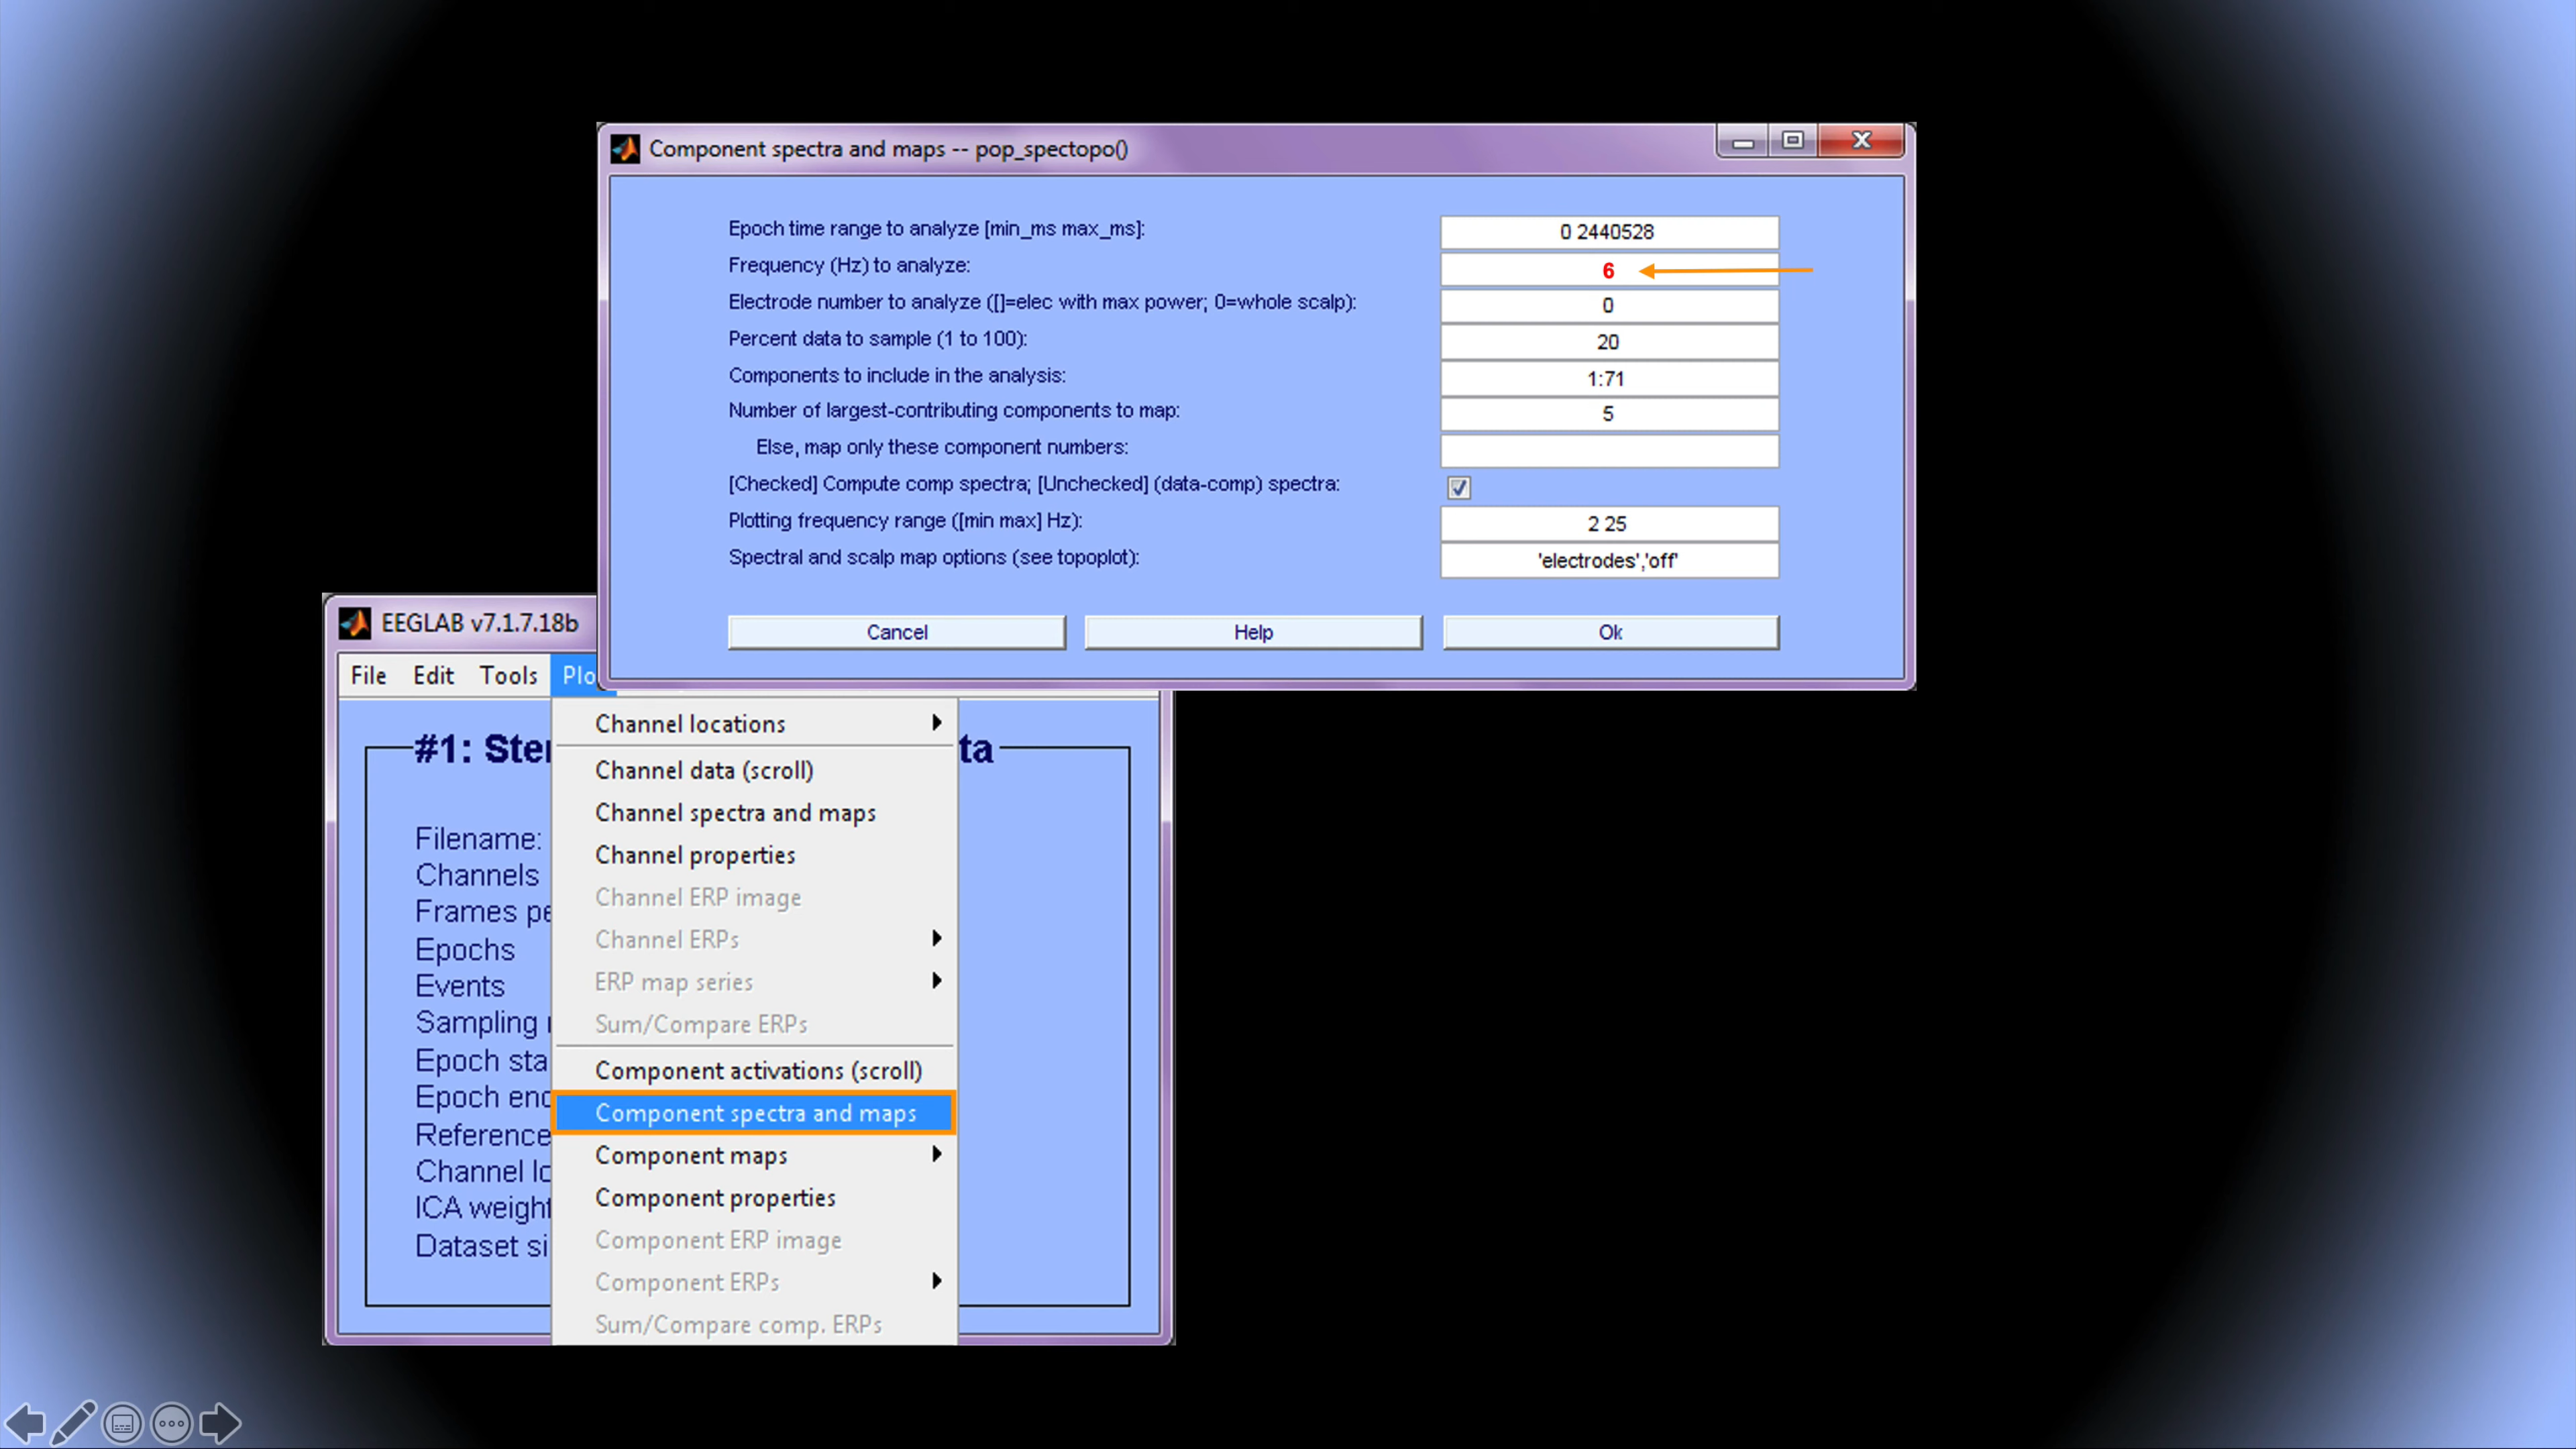 Component spectra and maps -- pop_spectopo()
Epoch time range to analyze [min_ms max_ms]: 0 2440528
Frequency (Hz) to analyze: 6
Electrode number to analyze ([]=elec with max power; 0=whole scalp): 0
Percent data to sample (1 to 100): 20
Components to include in the analysis: 1:71
Number of largest-contributing components to map: 5
Else, map only these component numbers:
[Checked] Compute comp spectra; [Unchecked] (data-comp) spectra:
Plotting frequency range ([min max] Hz): 2 25
Spectral and scalp map options (see topoplot): 'electrodes','off'
Cancel Help Ok
EEGLAB v7.1.7.18b
File Edit Tools Plo
#1: Ster ta
Filename:
Channels
Frames pe
Epochs
Events
Sampling
Epoch sta
Epoch end
Reference
Channel lo
ICA weight
Dataset si
Channel locations
Channel data (scroll)
Channel spectra and maps
Channel properties
Channel ERP image
Channel ERPs
ERP map series
Sum/Compare ERPs
Component activations (scroll)
Component spectra and maps
Component maps
Component properties
Component ERP image
Component ERPs
Sum/Compare comp. ERPs